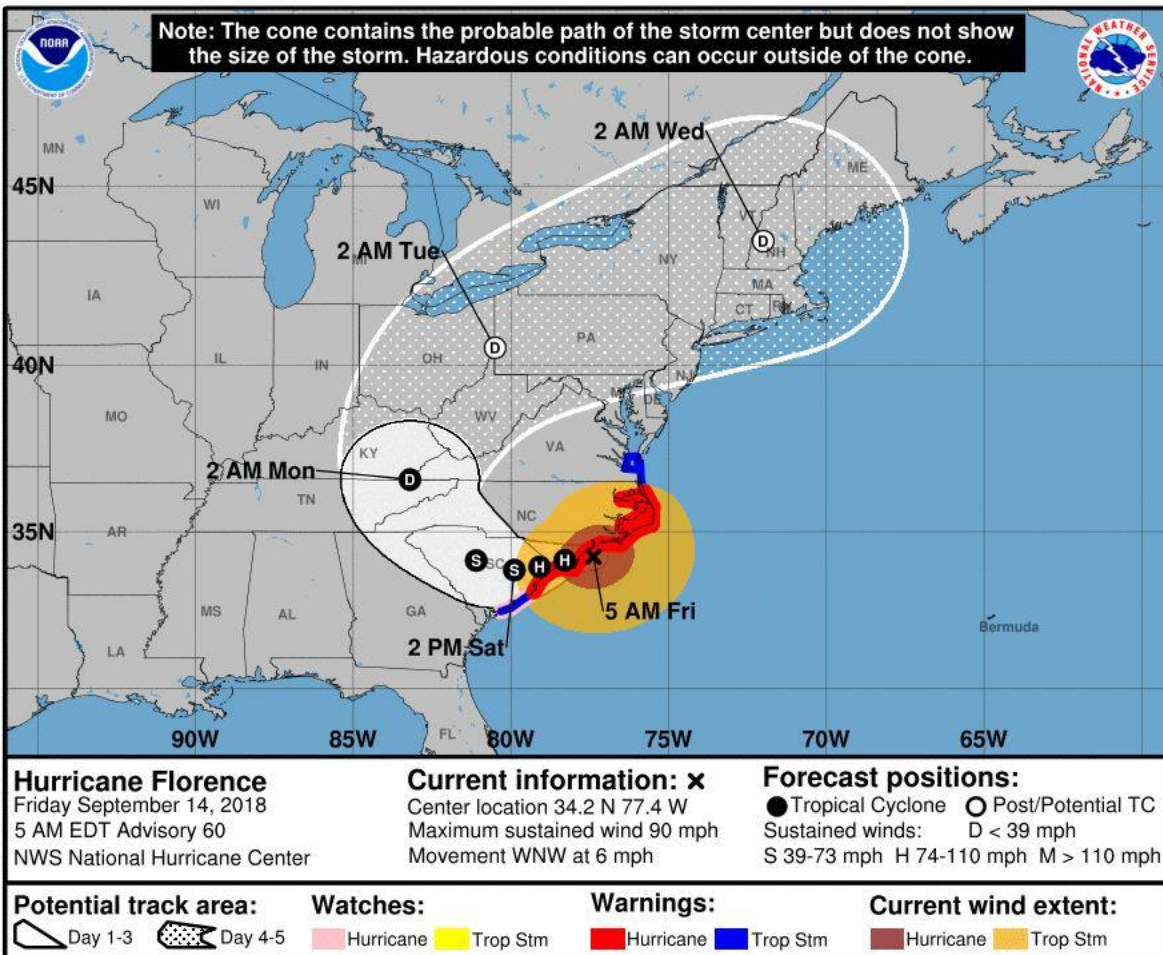 Note: The cone contains the probable path of the storm center but does not show
the size of the storm. Hazardous conditions can occur outside of the cone.
NOAA
NATIONAL WEATHER SERVICE
2 AM Wed
MN
ME
45N
WI
VT
2 AM Tue
NH
MI
NY
MA
IA
CT
RI
PA
OH
IL
IN
40N
NJ
MD
DE
MO
WV
VA
KY
2 AM Mon
TN
NC
AR
35N
SC
5 AM Fri
MS
AL
GA
Bermuda
2 PM Sat
LA
FL
90W 85W 80W 75W 70W 65W
D
D
D
S
S
H
H
Hurricane Florence
Friday September 14, 2018
5 AM EDT Advisory 60
NWS National Hurricane Center
Current information: ×
Center location 34.2 N 77.4 W
Maximum sustained wind 90 mph
Movement WNW at 6 mph
Forecast positions:
Tropical Cyclone Post/Potential TC
Sustained winds: D < 39 mph
S 39-73 mph H 74-110 mph M > 110 mph
Potential track area:
Day 1-3 Day 4-5
Watches:
Hurricane Trop Stm
Warnings:
Hurricane Trop Stm
Current wind extent:
Hurricane Trop Stm